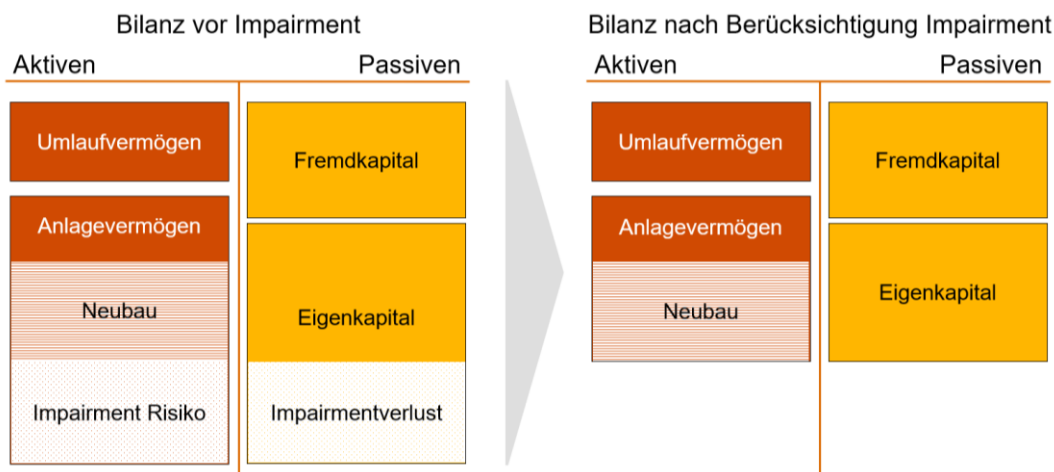 Bilanz vor Impairment
Aktiven
Passiven
Umlaufvermögen
Fremdkapital
Anlagevermögen
Neubau
Eigenkapital
Impairment Risiko
Impairmentverlust
Bilanz nach Berücksichtigung Impairment
Aktiven
Passiven
Umlaufvermögen
Fremdkapital
Anlagevermögen
Neubau
Eigenkapital